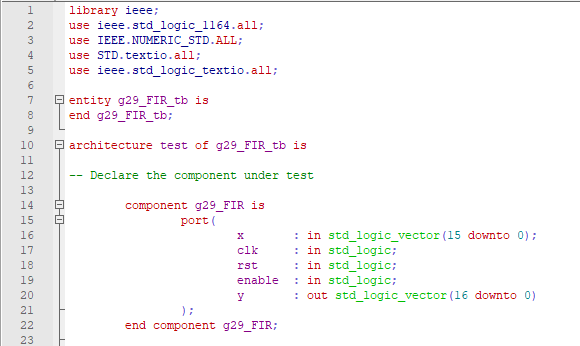 1 library ieee;
2 use ieee.std_logic_1164.all;
3 use IEEE.NUMERIC_STD.ALL;
4 use STD.textio.all;
5 use ieee.std_logic_textio.all;
6
7 entity g29_FIR_tb is
8 end g29_FIR_tb;
9
10 architecture test of g29_FIR_tb is
11
12 -- Declare the component under test
13
14 component g29_FIR is
15 port(
16 x : in std_logic_vector(15 downto 0);
17 clk : in std_logic;
18 rst : in std_logic;
19 enable : in std_logic;
20 y : out std_logic_vector(16 downto 0)
21 );
22 end component g29_FIR;
23